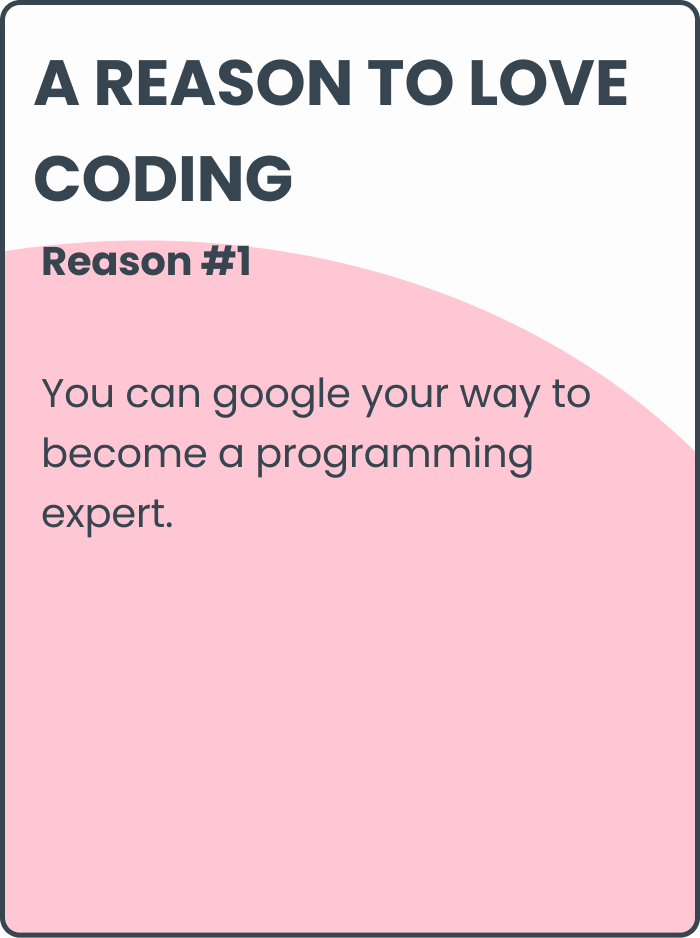 A REASON TO LOVE
CODING
Reason #1
You can google your way to
become a programming
expert.